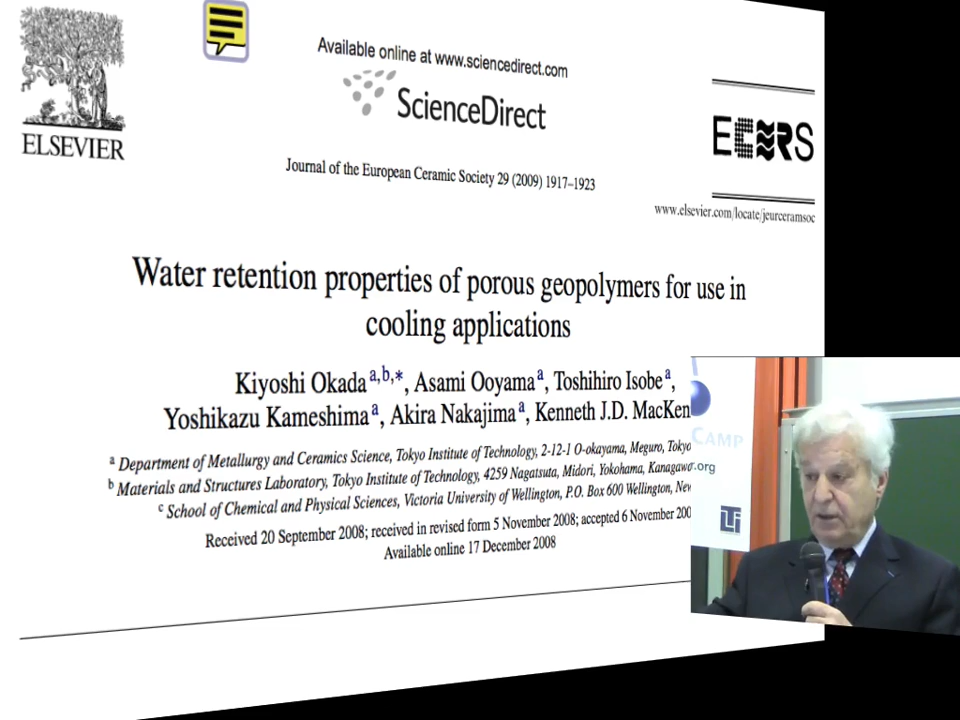 ELSEVIER
Available online at www.sciencedirect.com
ScienceDirect
Journal of the European Ceramic Society 29 (2009) 1917–1923
ECERS
www.elsevier.com/locate/jeurceramsoc
Water retention properties of porous geopolymers for use in
cooling applications
Kiyoshi Okada a,b,*, Asami Ooyama a, Toshihiro Isobe a,
Yoshikazu Kameshima a, Akira Nakajima a, Kenneth J.D. MacKen
a Department of Metallurgy and Ceramics Science, Tokyo Institute of Technology, 2-12-1 O-okayama, Meguro, Tokyo
b Materials and Structures Laboratory, Tokyo Institute of Technology, 4259 Nagatsuta, Midori, Yokohama, Kanagawa
c School of Chemical and Physical Sciences, Victoria University of Wellington, P.O. Box 600 Wellington, New
Received 20 September 2008; received in revised form 5 November 2008; accepted 6 November 200
Available online 17 December 2008
CAMP
.org